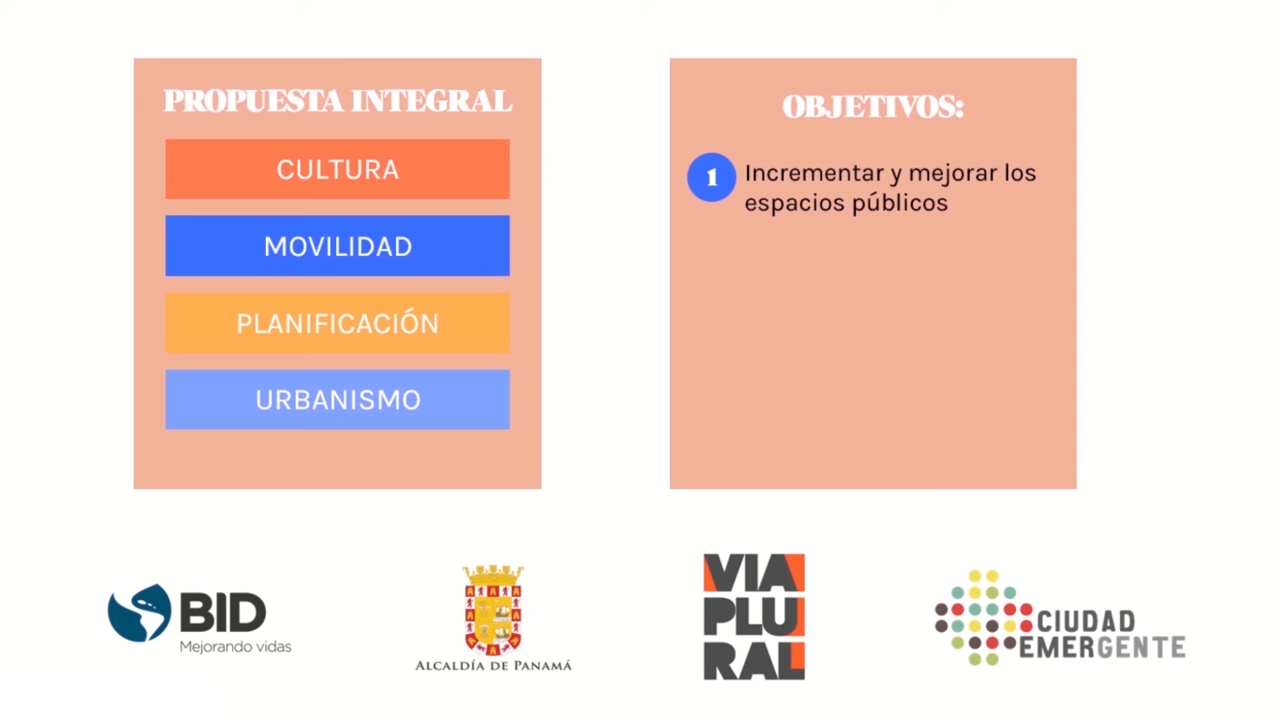 PROPUESTA INTEGRAL
CULTURA
MOVILIDAD
PLANIFICACIÓN
URBANISMO
OBJETIVOS:
1
Incrementar y mejorar los
espacios públicos
BID
Mejorando vidas
ALCALDÍA DE PANAMÁ
VIA
PLU
RAL
CIUDAD
EMERGENTE